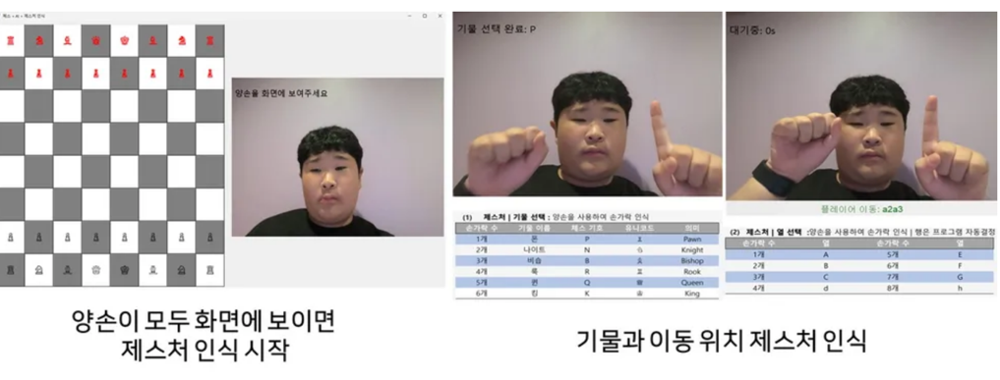 체스 + AI + 제스처 인식
양손을 화면에 보여주세요
양손이 모두 화면에 보이면
제스처 인식 시작
기물 선택 완료: P
(1) 제스처 | 기물 선택 : 양손을 사용하여 손가락 인식
손가락 수 기물 이름 체스 기호 유니코드 의미
1개 폰 P ♙ Pawn
2개 나이트 N ♘ Knight
3개 비숍 B ♗ Bishop
4개 룩 R ♖ Rook
5개 퀸 Q ♕ Queen
6개 킹 K ♔ King
대기중: 0s
플레이어 이동: a2a3
(2) 제스처 | 열 선택 :양손을 사용하여 손가락 인식 | 행은 프로그램 자동결정
손가락 수 열 손가락 수 열
1개 A 5개 E
2개 B 6개 F
3개 C 7개 G
4개 d 8개 h
기물과 이동 위치 제스처 인식